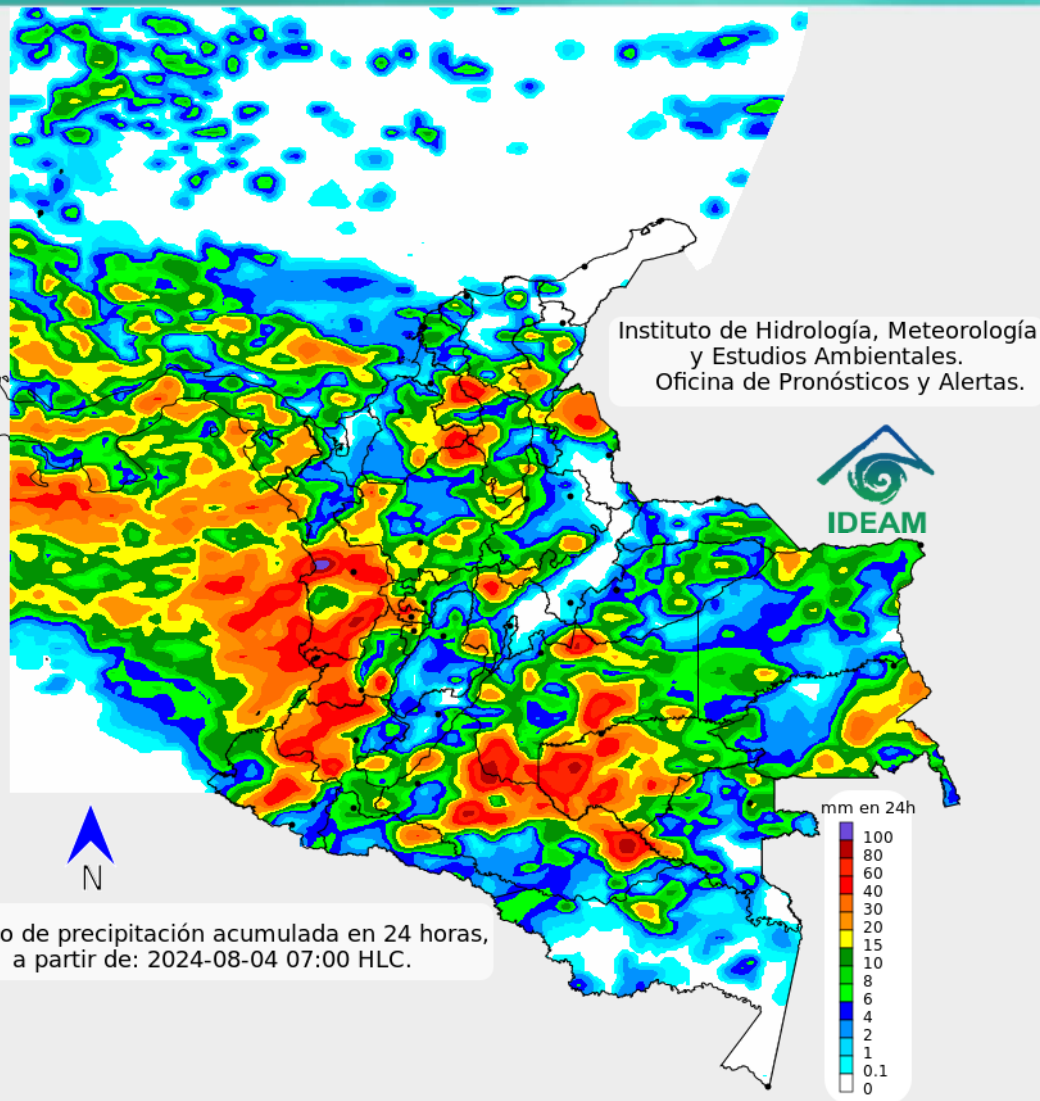 Instituto de Hidrología, Meteorología
y Estudios Ambientales.
Oficina de Pronósticos y Alertas.
IDEAM
mm en 24h
100
80
60
40
30
20
15
10
8
6
4
2
1
0.1
0
N
o de precipitación acumulada en 24 horas,
a partir de: 2024-08-04 07:00 HLC.